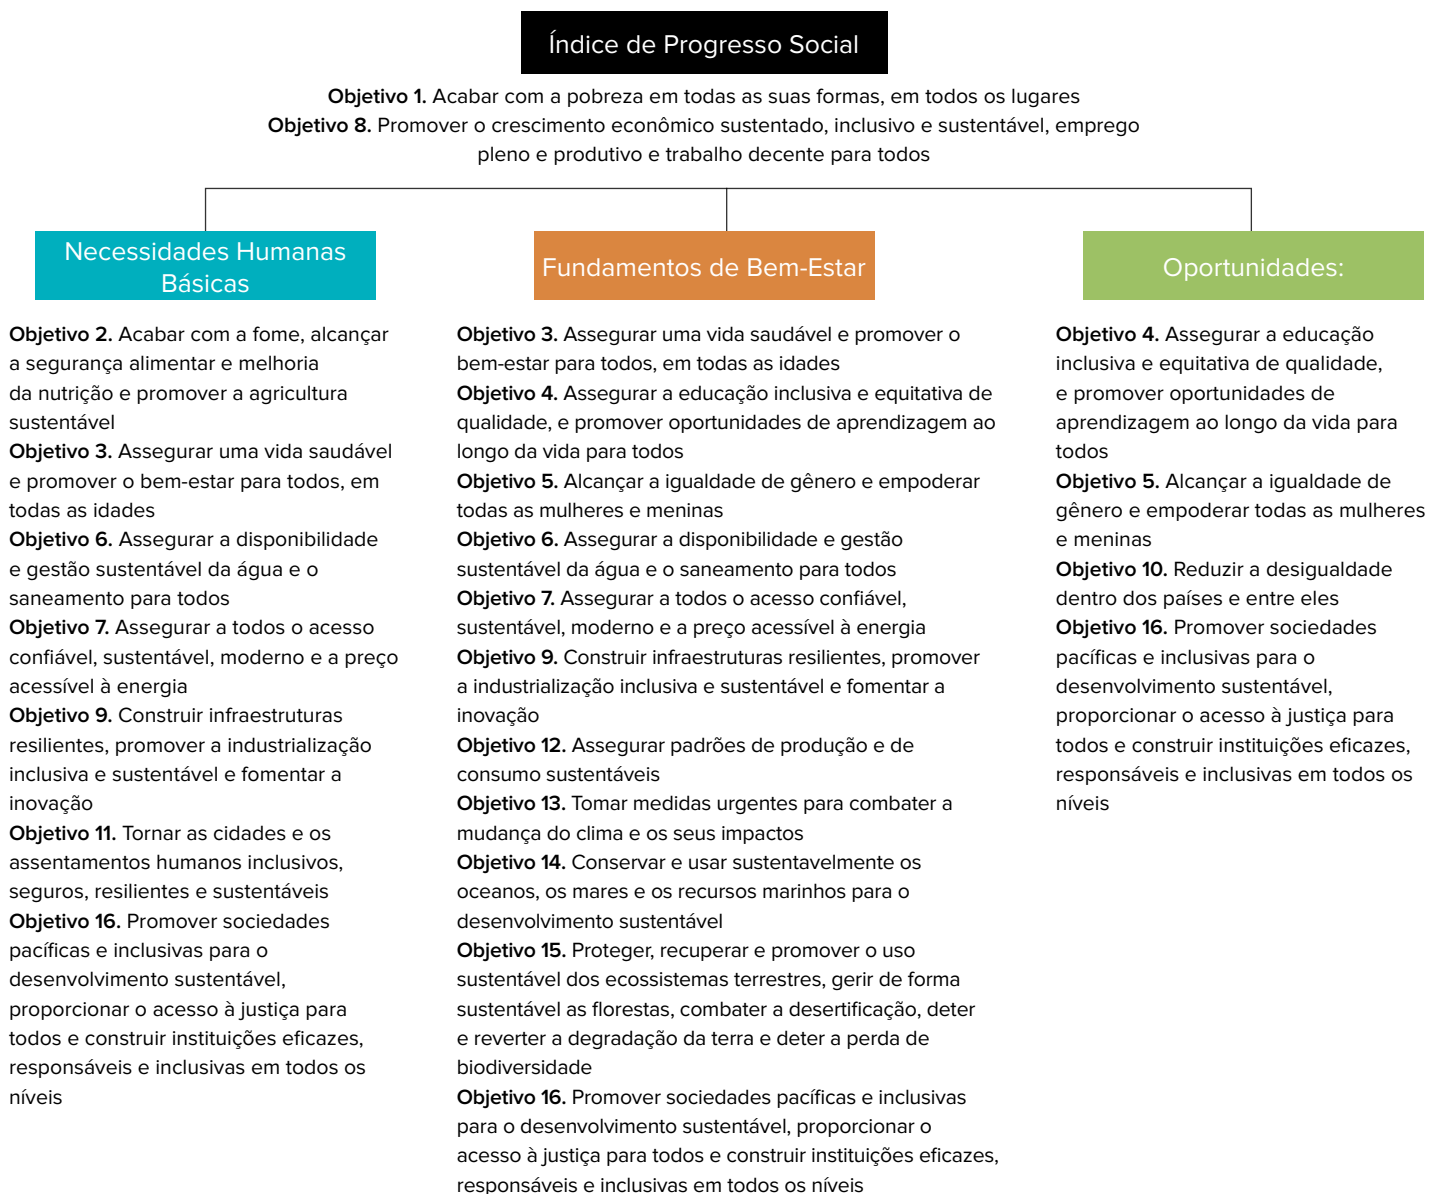 Índice de Progresso Social
Objetivo 1. Acabar com a pobreza em todas as suas formas, em todos os lugares
Objetivo 8. Promover o crescimento econômico sustentado, inclusivo e sustentável, emprego
pleno e produtivo e trabalho decente para todos
Necessidades Humanas
Básicas
Objetivo 2. Acabar com a fome, alcançar
a segurança alimentar e melhoria
da nutrição e promover a agricultura
sustentável
Objetivo 3. Assegurar uma vida saudável
e promover o bem-estar para todos, em
todas as idades
Objetivo 6. Assegurar a disponibilidade
e gestão sustentável da água e o
saneamento para todos
Objetivo 7. Assegurar a todos o acesso
confiável, sustentável, moderno e a preço
acessível à energia
Objetivo 9. Construir infraestruturas
resilientes, promover a industrialização
inclusiva e sustentável e fomentar a
inovação
Objetivo 11. Tornar as cidades e os
assentamentos humanos inclusivos,
seguros, resilientes e sustentáveis
Objetivo 16. Promover sociedades
pacíficas e inclusivas para o
desenvolvimento sustentável,
proporcionar o acesso à justiça para
todos e construir instituições eficazes,
responsáveis e inclusivas em todos os
níveis
Fundamentos de Bem-Estar
Objetivo 3. Assegurar uma vida saudável e promover o
bem-estar para todos, em todas as idades
Objetivo 4. Assegurar a educação inclusiva e equitativa de
qualidade, e promover oportunidades de aprendizagem ao
longo da vida para todos
Objetivo 5. Alcançar a igualdade de gênero e empoderar
todas as mulheres e meninas
Objetivo 6. Assegurar a disponibilidade e gestão
sustentável da água e o saneamento para todos
Objetivo 7. Assegurar a todos o acesso confiável,
sustentável, moderno e a preço acessível à energia
Objetivo 9. Construir infraestruturas resilientes, promover
a industrialização inclusiva e sustentável e fomentar a
inovação
Objetivo 12. Assegurar padrões de produção e de
consumo sustentáveis
Objetivo 13. Tomar medidas urgentes para combater a
mudança do clima e os seus impactos
Objetivo 14. Conservar e usar sustentavelmente os
oceanos, os mares e os recursos marinhos para o
desenvolvimento sustentável
Objetivo 15. Proteger, recuperar e promover o uso
sustentável dos ecossistemas terrestres, gerir de forma
sustentável as florestas, combater a desertificação, deter
e reverter a degradação da terra e deter a perda de
biodiversidade
Objetivo 16. Promover sociedades pacíficas e inclusivas
para o desenvolvimento sustentável, proporcionar o
acesso à justiça para todos e construir instituições eficazes,
responsáveis e inclusivas em todos os níveis
Oportunidades:
Objetivo 4. Assegurar a educação
inclusiva e equitativa de qualidade,
e promover oportunidades de
aprendizagem ao longo da vida para
todos
Objetivo 5. Alcançar a igualdade de
gênero e empoderar todas as mulheres
e meninas
Objetivo 10. Reduzir a desigualdade
dentro dos países e entre eles
Objetivo 16. Promover sociedades
pacíficas e inclusivas para o
desenvolvimento sustentável,
proporcionar o acesso à justiça para
todos e construir instituições eficazes,
responsáveis e inclusivas em todos os
níveis